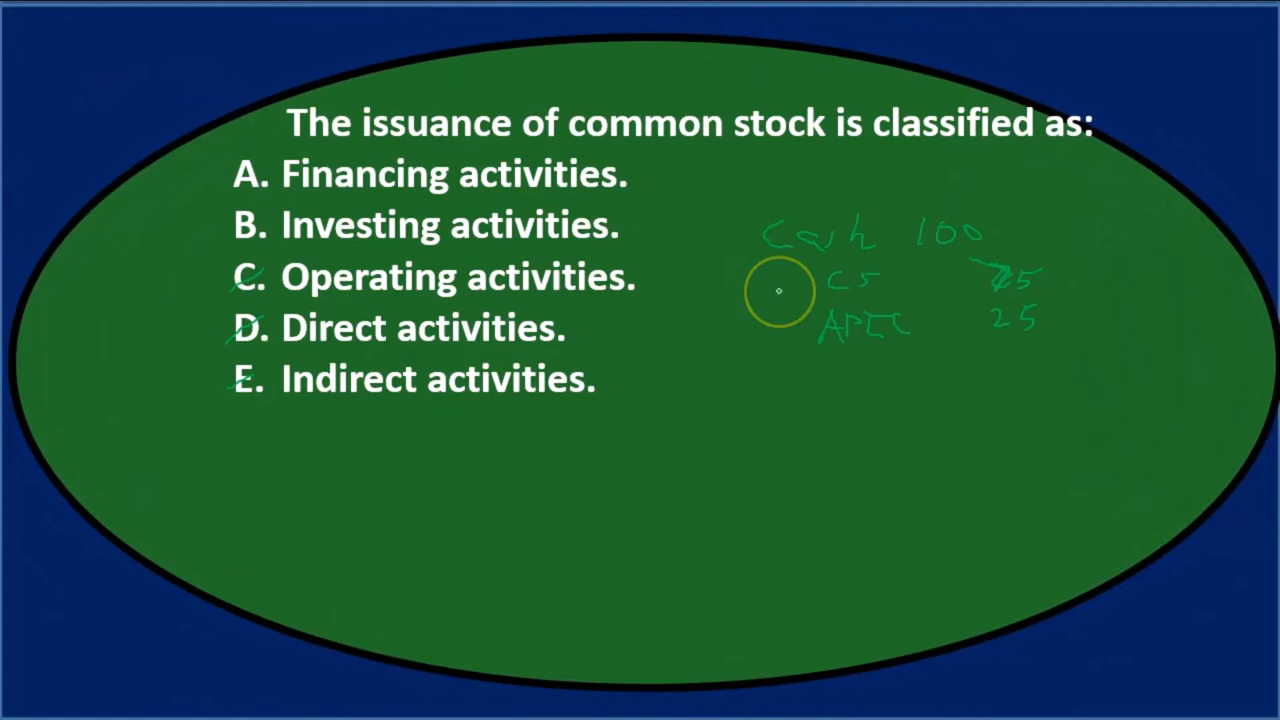 The issuance of common stock is classified as:
A. Financing activities.
B. Investing activities.
C. Operating activities.
D. Direct activities.
E. Indirect activities.
Cash 100
CS 75
APIC 25